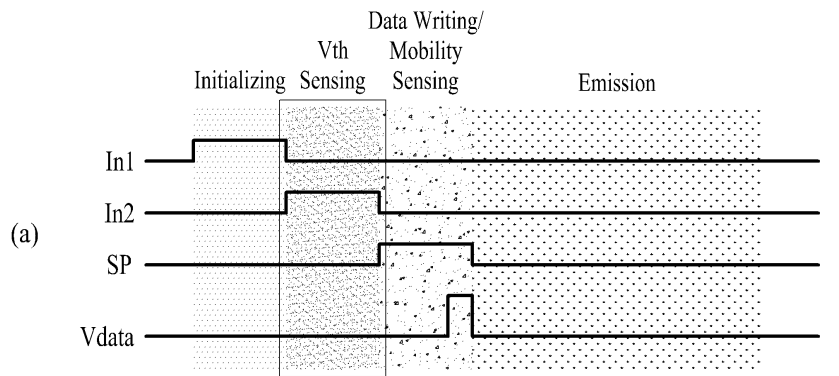 Data Writing/
Vth Mobility
Initializing Sensing Sensing Emission
In1
In2
(a)
SP
Vdata